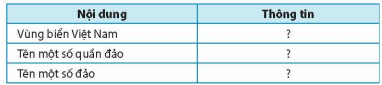 Nội dung Thông tin
Vùng biển Việt Nam ?
Tên một số quần đảo ?
Tên một số đảo ?